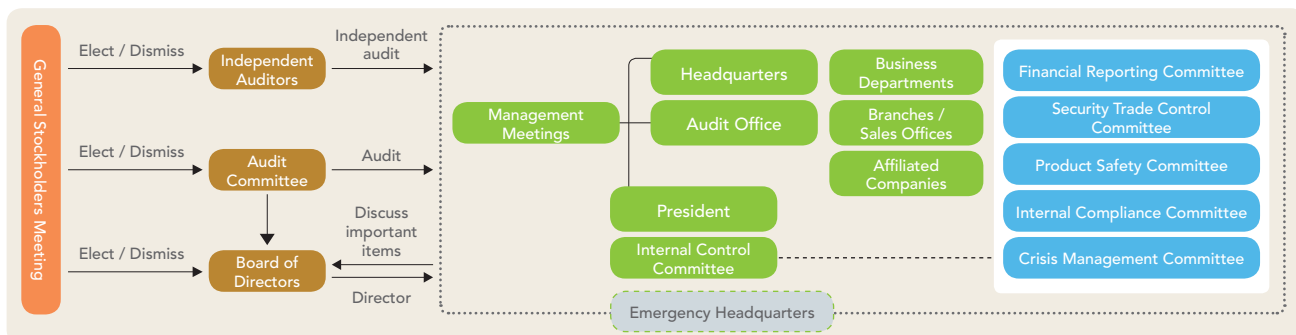 General Stockholders Meeting
Elect / Dismiss
Independent
Auditors
Independent
audit
Elect / Dismiss
Audit
Committee
Audit
Elect / Dismiss
Board of
Directors
Discuss
important
items
Director
Management
Meetings
Headquarters
Audit Office
President
Internal Control
Committee
Emergency Headquarters
Business
Departments
Branches /
Sales Offices
Affiliated
Companies
Financial Reporting Committee
Security Trade Control
Committee
Product Safety Committee
Internal Compliance Committee
Crisis Management Committee